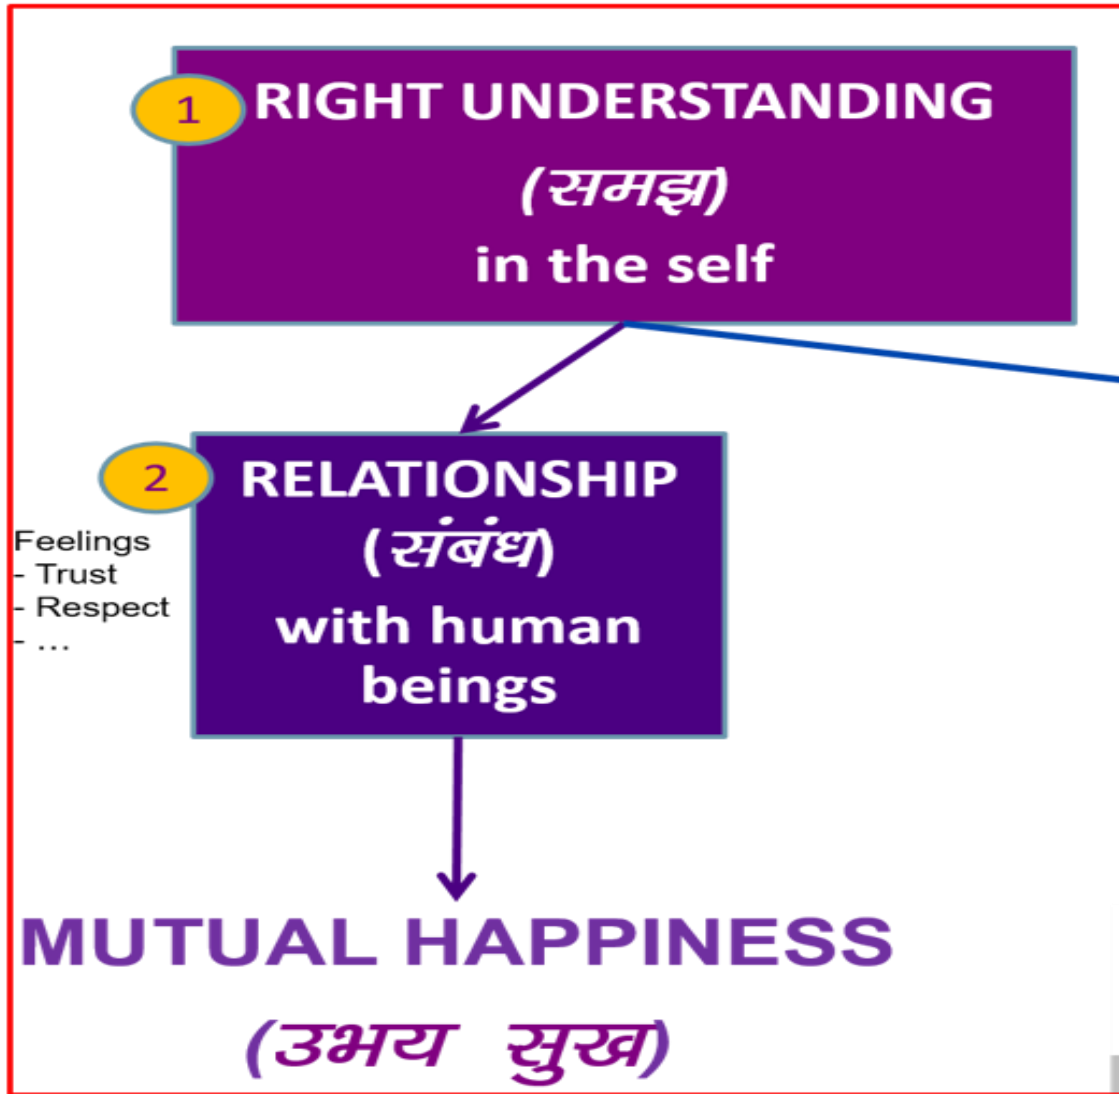 1
RIGHT UNDERSTANDING
(समझ)
in the self
2
RELATIONSHIP
(संबंध)
with human
beings
Feelings
- Trust
- Respect
- ...
MUTUAL HAPPINESS
(उभय सुख)